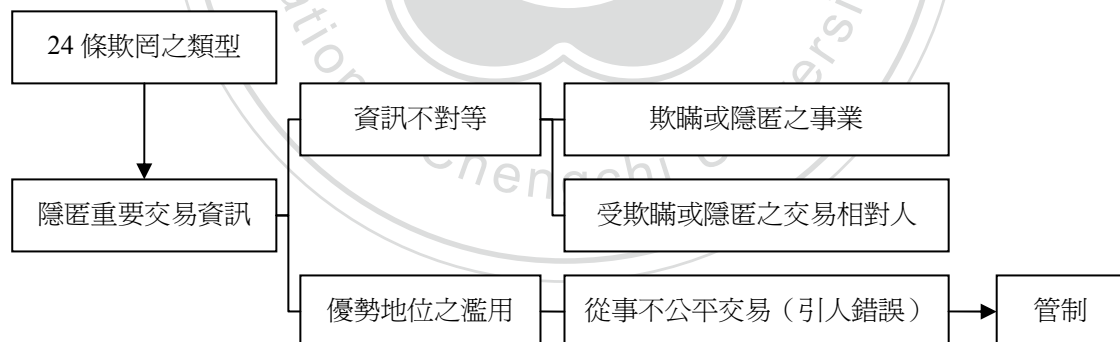 24 條欺罔之類型
資訊不對等
欺瞞或隱匿之事業
隱匿重要交易資訊
受欺瞞或隱匿之交易相對人
優勢地位之濫用
從事不公平交易（引人錯誤）
管制
Chengchi